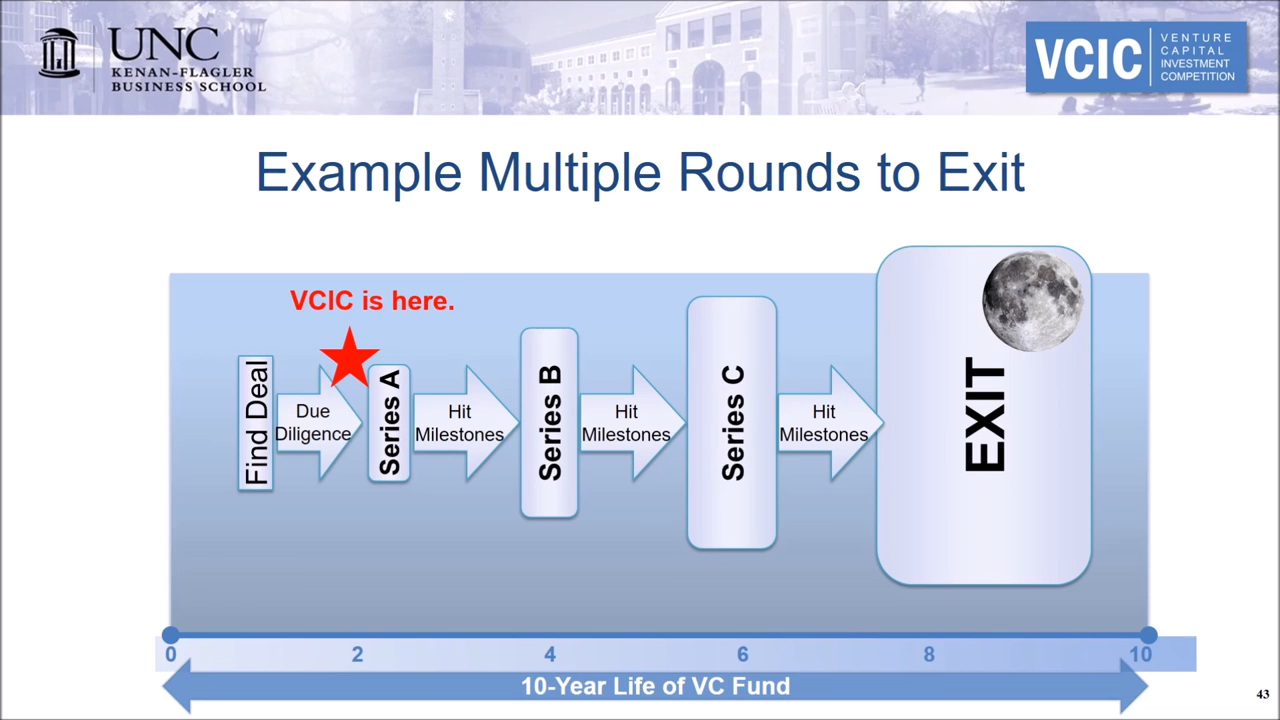 UNC
KENAN-FLAGLER
BUSINESS SCHOOL
VCIC
VENTURE
CAPITAL
INVESTMENT
COMPETITION
Example Multiple Rounds to Exit
VCIC is here.
Find Deal
Due
Diligence
Series A
Hit
Milestones
Series B
Hit
Milestones
Series C
Hit
Milestones
EXIT
0 2 4 6 8 10
10-Year Life of VC Fund
43